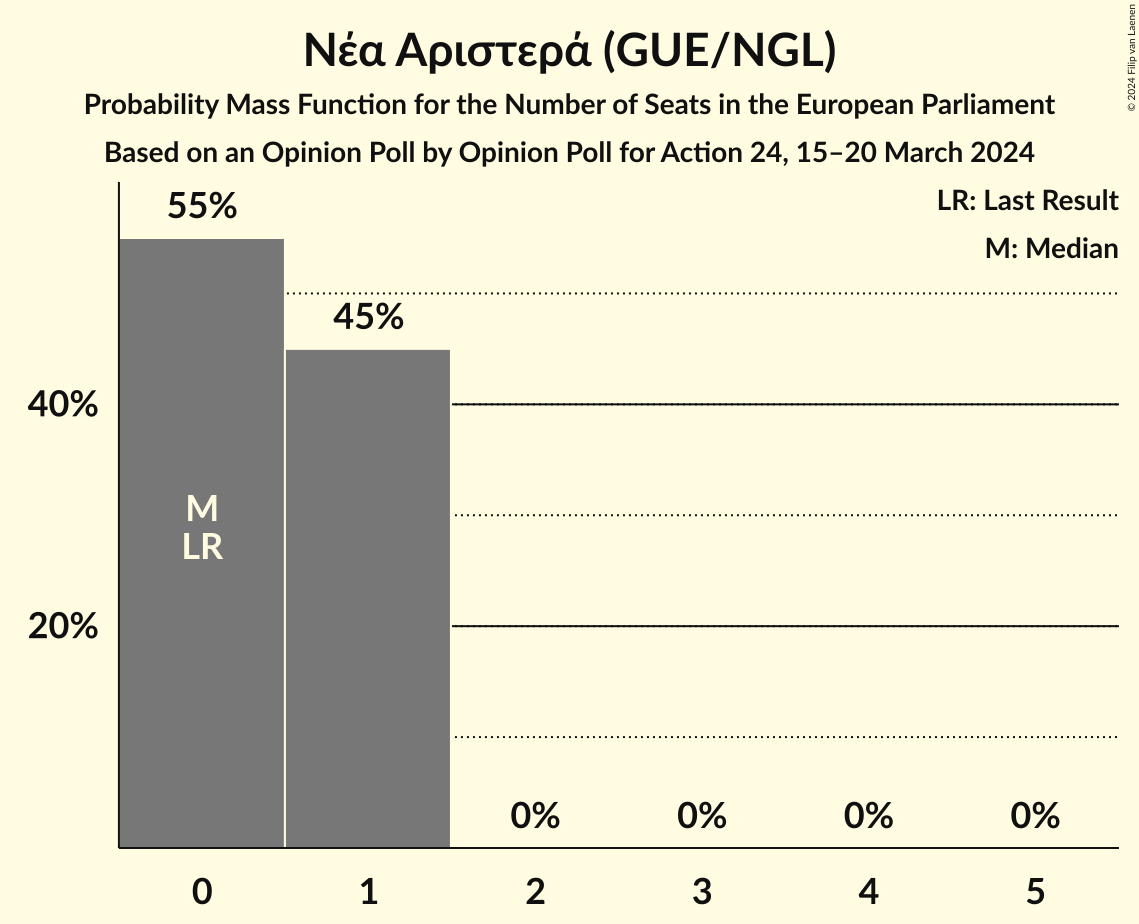 Νέα Αριστερά (GUE/NGL)
Probability Mass Function for the Number of Seats in the European Parliament
Based on an Opinion Poll by Opinion Poll for Action 24, 15–20 March 2024
© 2024 Filip van Laenen
LR: Last Result
M: Median
55%
45%
40%
20%
M
LR
0%
0%
0%
0%
0
1
2
3
4
5